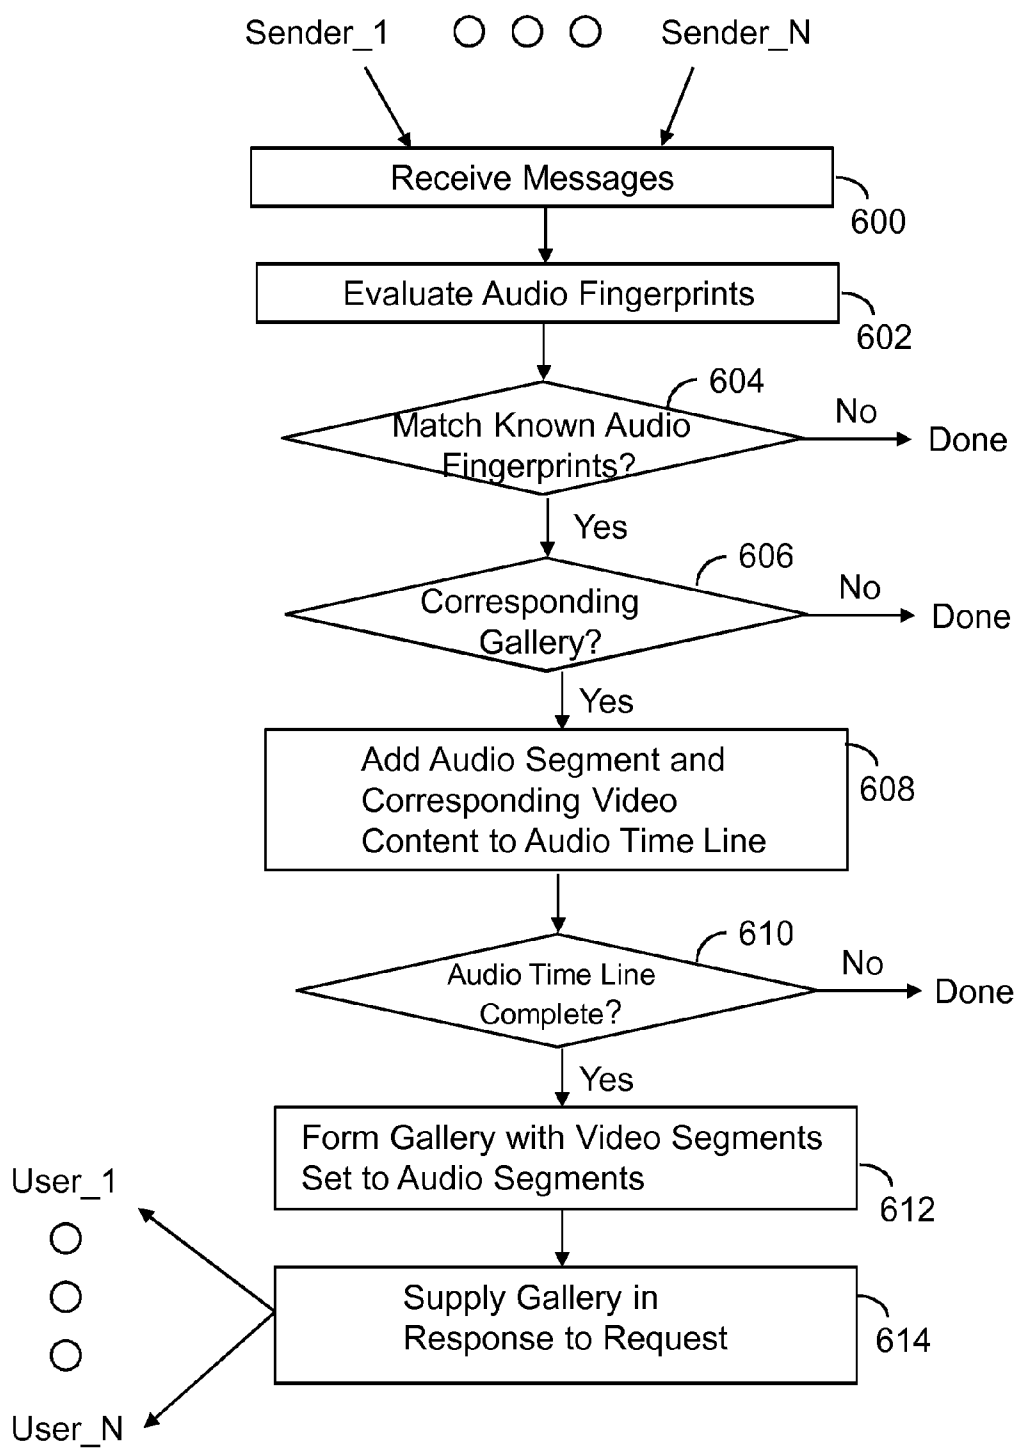 Sender_1
Sender_N
Receive Messages
600
Evaluate Audio Fingerprints
602
604
Match Known Audio
Fingerprints?
No
Done
Yes
606
Corresponding
Gallery?
No
Done
Yes
Add Audio Segment and
Corresponding Video
Content to Audio Time Line
608
610
Audio Time Line
Complete?
No
Done
Yes
Form Gallery with Video Segments
Set to Audio Segments
612
User_1
Supply Gallery in
Response to Request
614
User_N